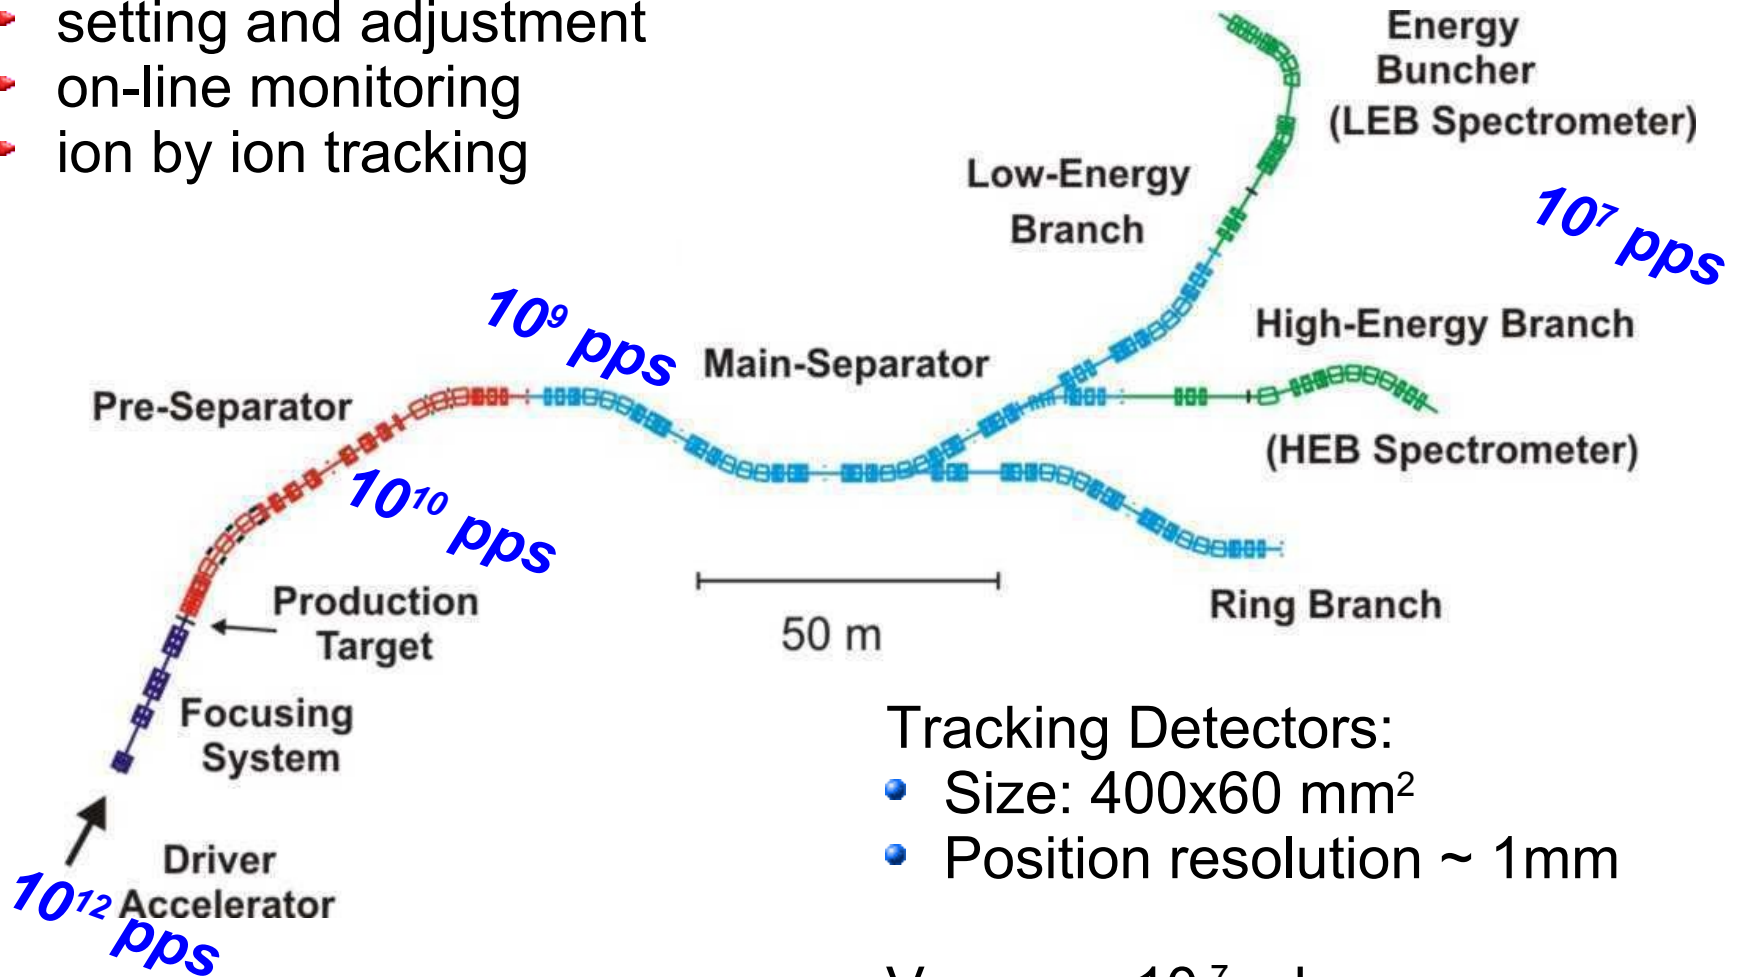 setting and adjustment
on-line monitoring
ion by ion tracking
Energy
Buncher
(LEB Spectrometer)
Low-Energy
Branch
10⁷ pps
10⁹ pps
Main-Separator
High-Energy Branch
Pre-Separator
(HEB Spectrometer)
10¹⁰ pps
Production
Target
50 m
Ring Branch
Focusing
System
Driver
Accelerator
10¹² pps
Tracking Detectors:
Size: 400x60 mm²
Position resolution ~ 1mm